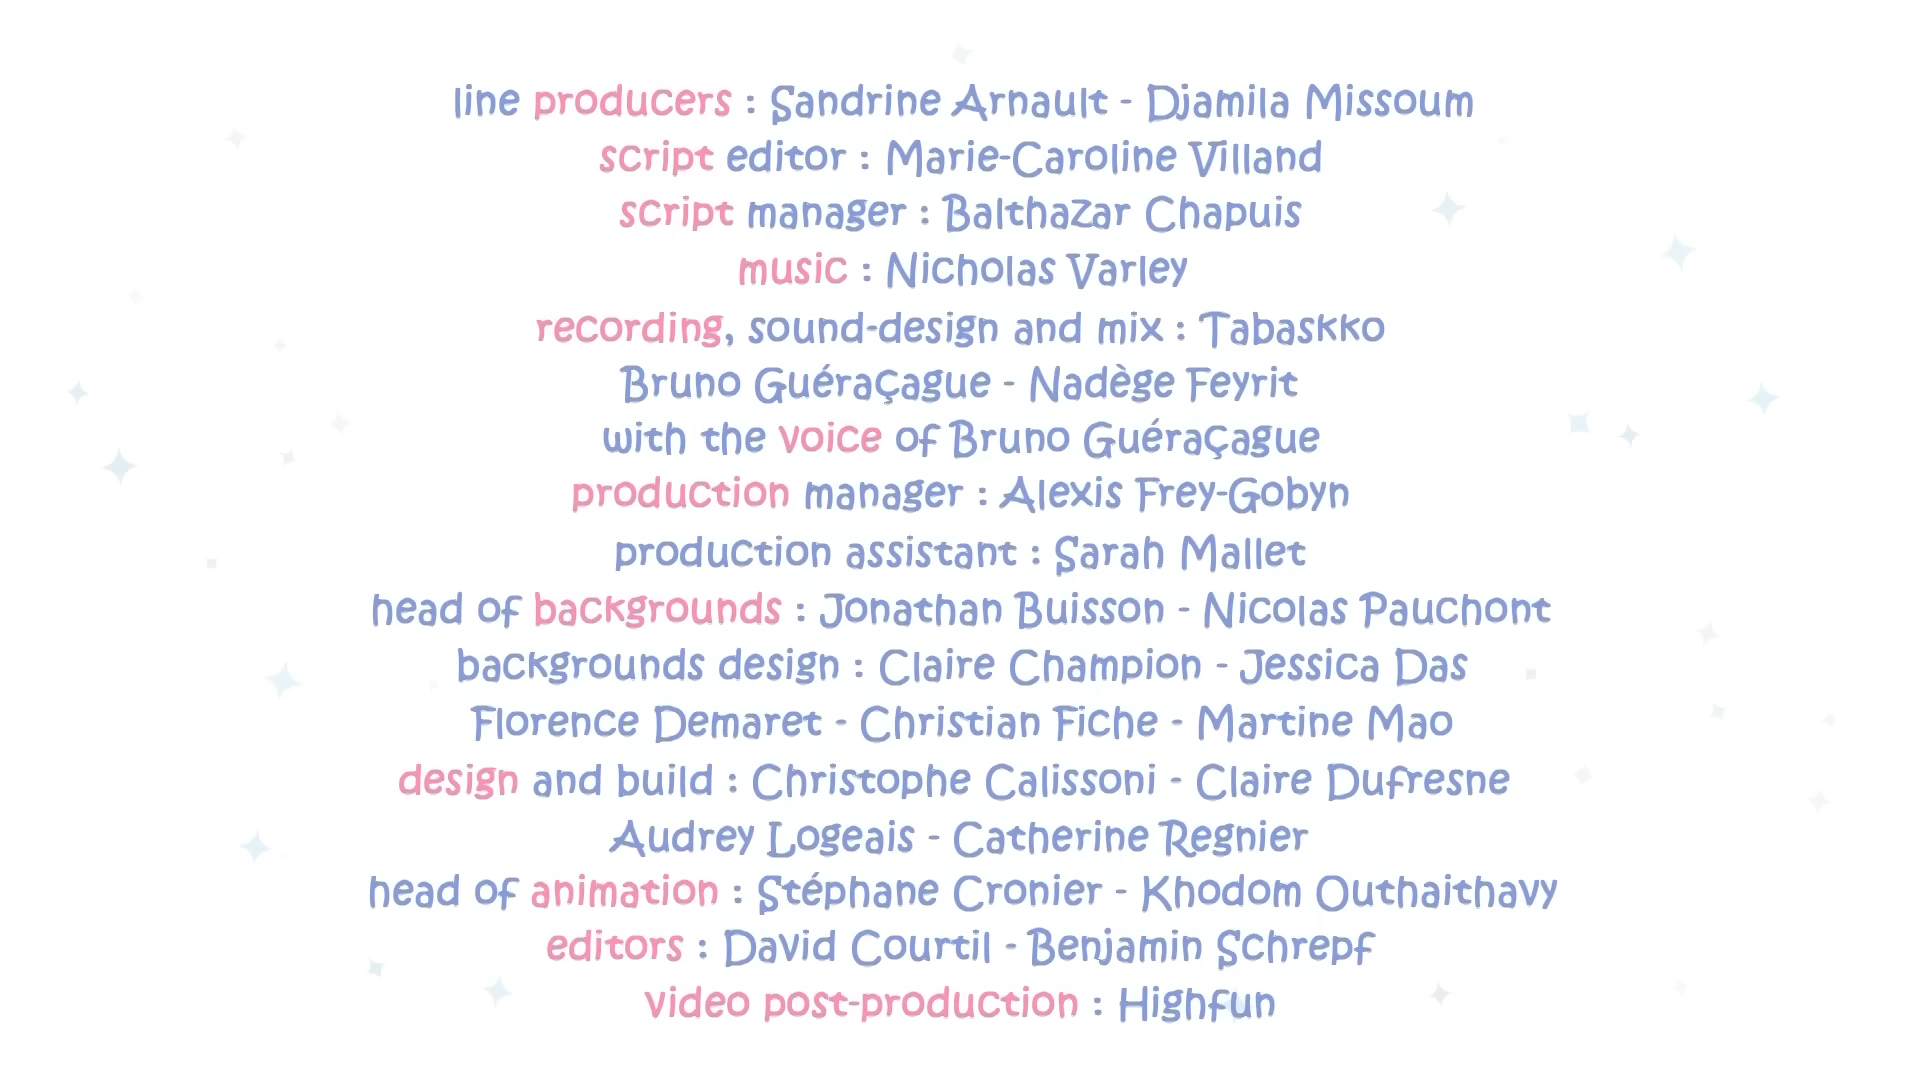 line producers : Sandrine Arnault - Djamila Missoum
script editor : Marie-Caroline Villand
script manager : Balthazar Chapuis
music : Nicholas Varley
recording, sound-design and mix : Tabaskko
Bruno Guéraçague - Nadège Feyrit
with the voice of Bruno Guéraçague
production manager : Alexis Frey-Gobyn
production assistant : Sarah Mallet
head of backgrounds : Jonathan Buisson - Nicolas Pauchont
backgrounds design : Claire Champion - Jessica Das
Florence Demaret - Christian Fiche - Martine Mao
design and build : Christophe Calissoni - Claire Dufresne
Audrey Logeais - Catherine Regnier
head of animation : Stéphane Cronier - Khodom Outhaithavy
editors : David Courtil - Benjamin Schrepf
video post-production : Highfun